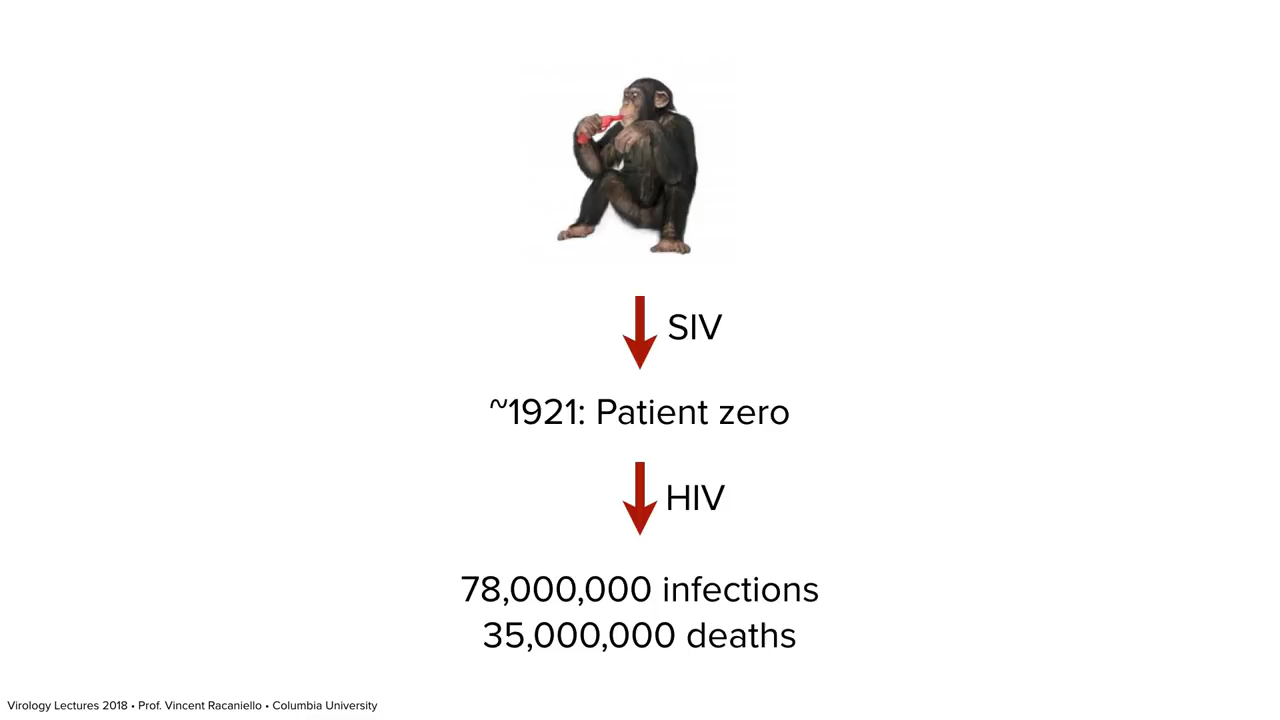 SIV
~1921: Patient zero
HIV
78,000,000 infections
35,000,000 deaths
Virology Lectures 2018 • Prof. Vincent Racaniello • Columbia University